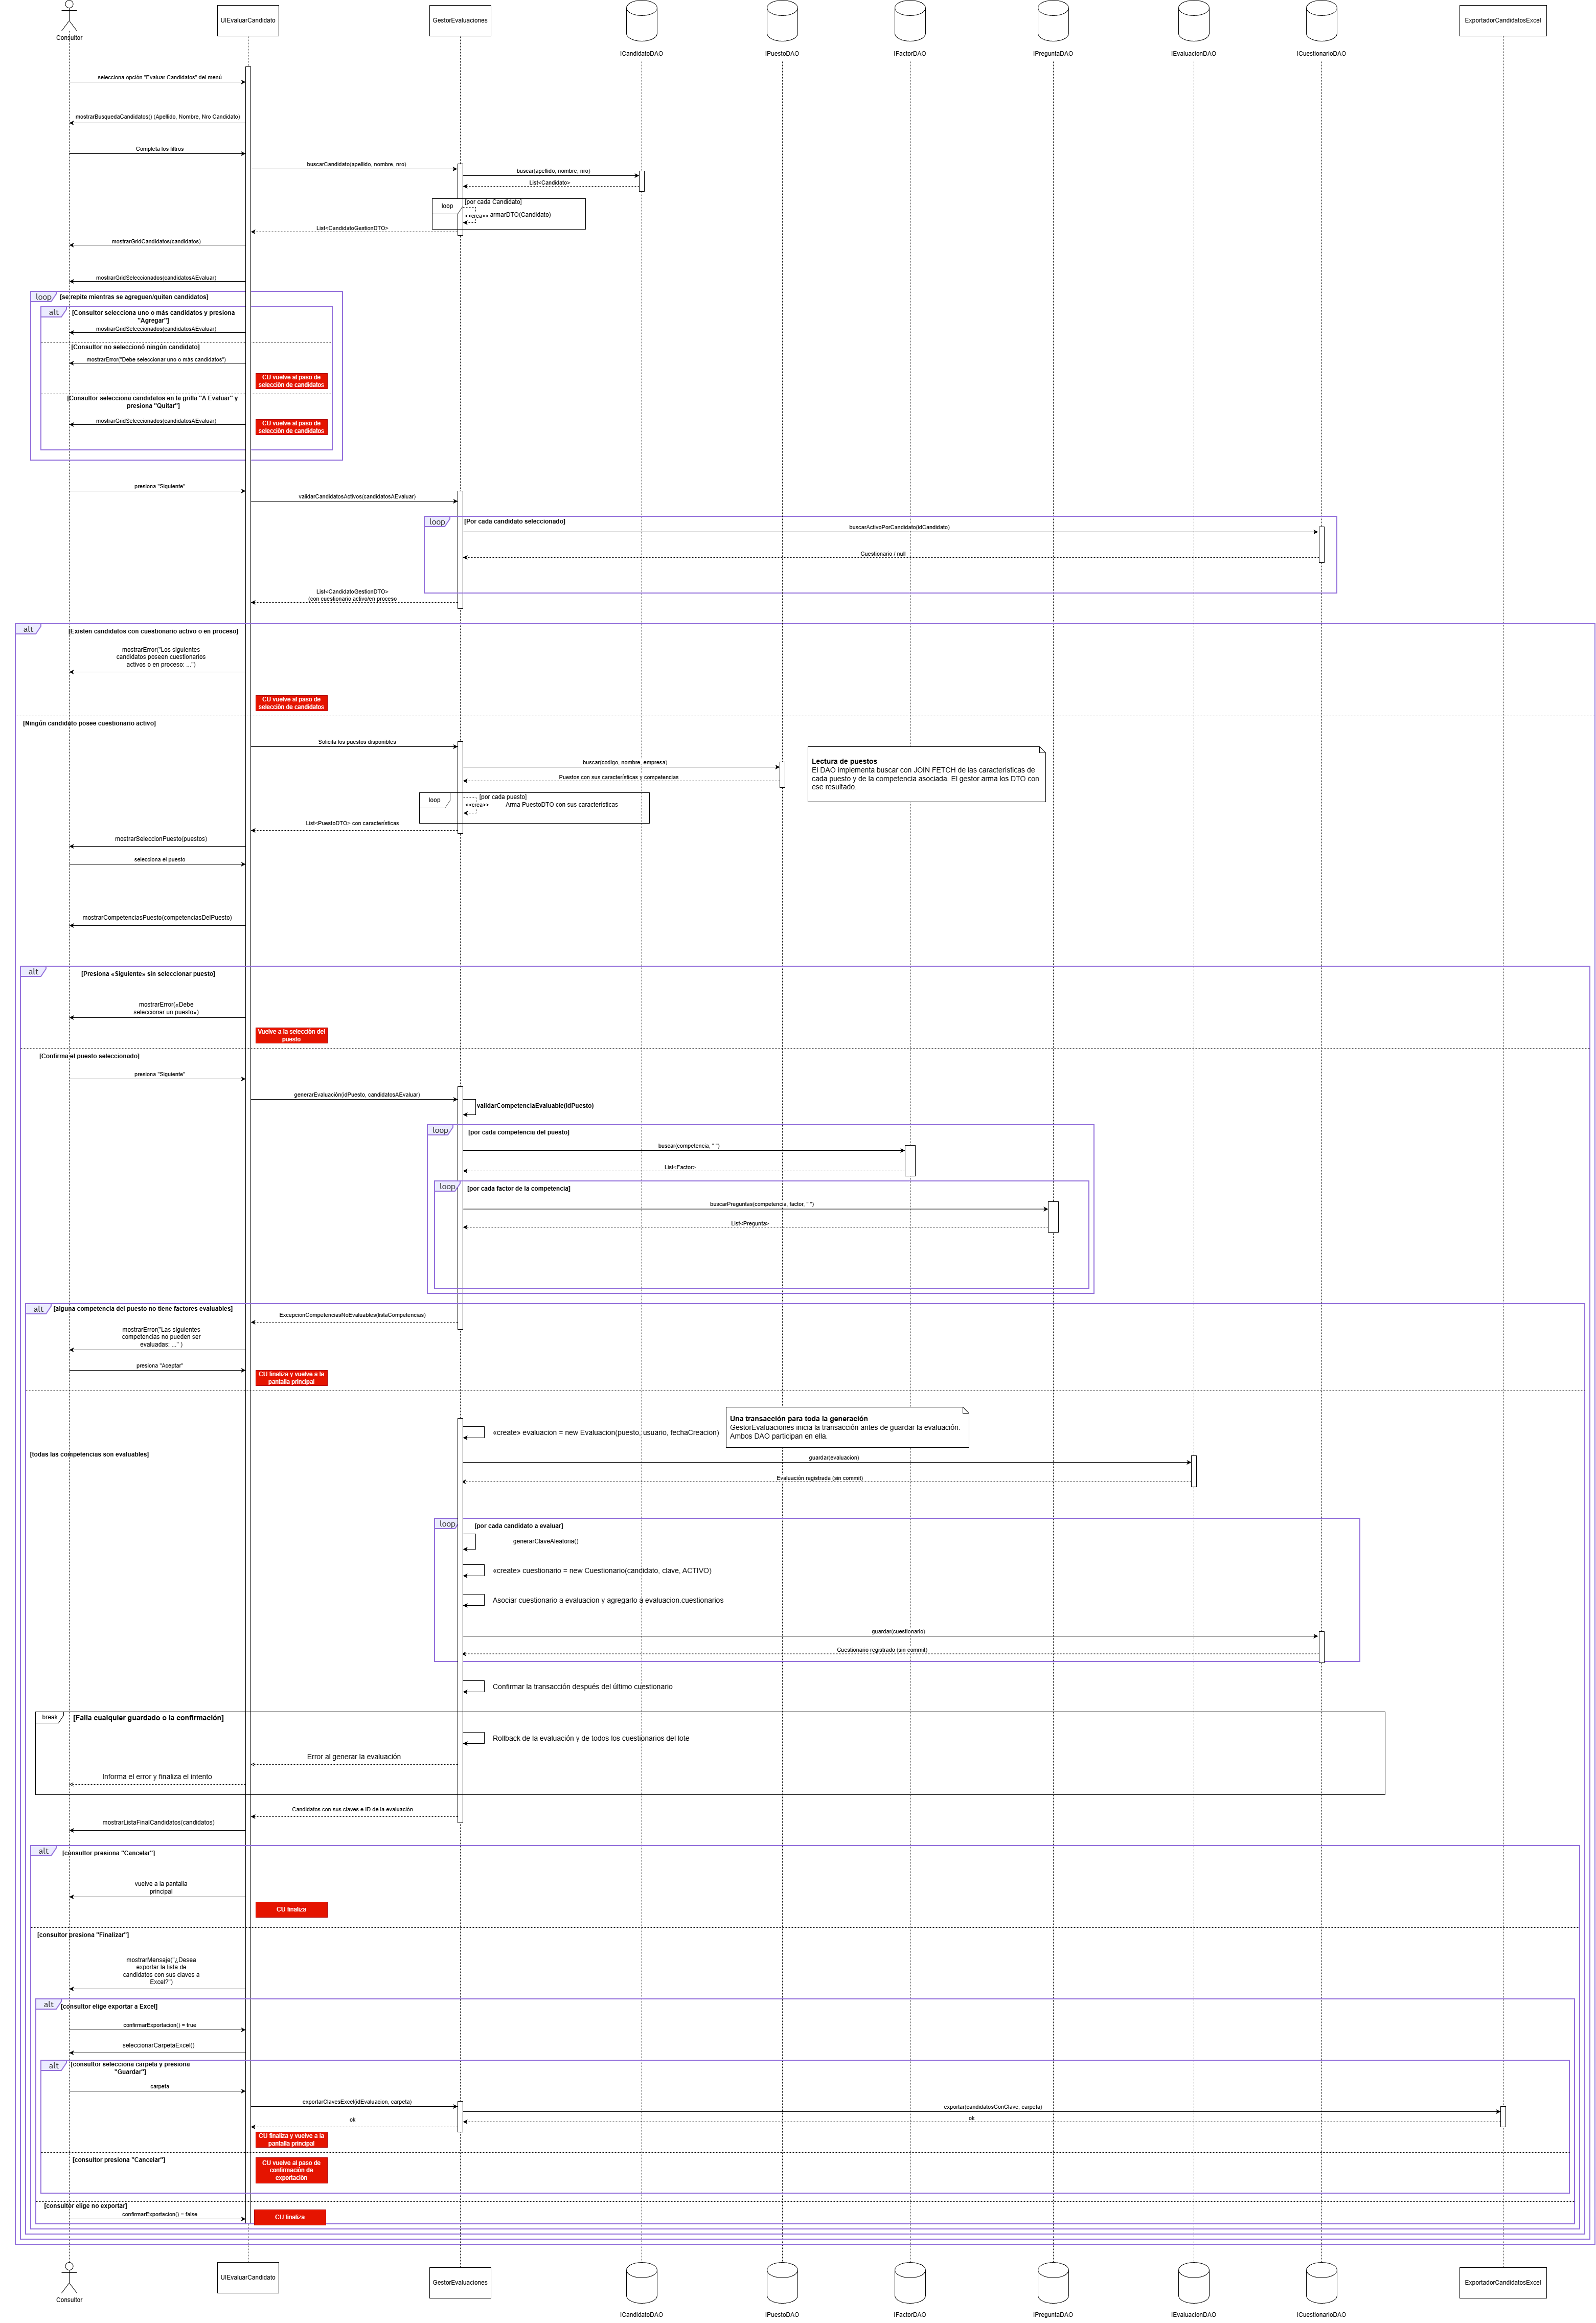 Consultor
UIEvaluarCandidato
GestorEvaluaciones
ICandidatoDAO
IPuestoDAO
IFactorDAO
IPreguntaDAO
IEvaluacionDAO
ICuestionarioDAO
ExportadorCandidatosExcel
selecciona opción "Evaluar Candidatos" del menú
mostrarBusquedaCandidatos() (Apellido, Nombre, Nro Candidato)
Completa los filtros
buscarCandidato(apellido, nombre, nro)
buscar(apellido, nombre, nro)
List<Candidato>
loop
[por cada Candidato]
<<crea>> armarDTO(Candidato)
List<CandidatoGestionDTO>
mostrarGridCandidatos(candidatos)
mostrarGridSeleccionados(candidatosAEvaluar)
loop
[se repite mientras se agreguen/quiten candidatos]
alt
[Consultor selecciona uno o más candidatos y presiona
"Agregar"]
mostrarGridSeleccionados(candidatosAEvaluar)
[Consultor no seleccionó ningún candidato]
mostrarError("Debe seleccionar uno o más candidatos")
CU vuelve al paso de
selección de candidatos
[Consultor selecciona candidatos en la grilla "A Evaluar" y
presiona "Quitar"]
mostrarGridSeleccionados(candidatosAEvaluar)
CU vuelve al paso de
selección de candidatos
presiona "Siguiente"
validarCandidatosActivos(candidatosAEvaluar)
loop
[Por cada candidato seleccionado]
buscarActivoPorCandidato(idCandidato)
Cuestionario / null
List<CandidatoGestionDTO>
(con cuestionario activo/en proceso
alt
[Existen candidatos con cuestionario activo o en proceso]
mostrarError("Los siguientes
candidatos poseen cuestionarios
activos o en proceso: ...")
CU vuelve al paso de
selección de candidatos
[Ningún candidato posee cuestionario activo]
Solicita los puestos disponibles
buscar(codigo, nombre, empresa)
Puestos con sus características y competencias
Lectura de puestos
El DAO implementa buscar con JOIN FETCH de las características de
cada puesto y de la competencia asociada. El gestor arma los DTO con
ese resultado.
loop
[por cada puesto]
<<crea>> Arma PuestoDTO con sus características
List<PuestoDTO> con características
mostrarSeleccionPuesto(puestos)
selecciona el puesto
mostrarCompetenciasPuesto(competenciasDelPuesto)
alt
[Presiona «Siguiente» sin seleccionar puesto]
mostrarError(«Debe
seleccionar un puesto»)
Vuelve a la selección del
puesto
[Confirma el puesto seleccionado]
presiona "Siguiente"
generarEvaluación(idPuesto, candidatosAEvaluar)
validarCompetenciaEvaluable(idPuesto)
loop
[por cada competencia del puesto]
buscar(competencia, " ")
List<Factor>
loop
[por cada factor de la competencia]
buscarPreguntas(competencia, factor, " ")
List<Pregunta>
alt
[alguna competencia del puesto no tiene factores evaluables]
ExcepcionCompetenciasNoEvaluables(listaCompetencias)
mostrarError("Las siguientes
competencias no pueden ser
evaluadas: ..." )
presiona "Aceptar"
CU finaliza y vuelve a la
pantalla principal
Una transacción para toda la generación
GestorEvaluaciones inicia la transacción antes de guardar la evaluación.
Ambos DAO participan en ella.
«create» evaluacion = new Evaluacion(puesto, usuario, fechaCreacion)
[todas las competencias son evaluables]
guardar(evaluacion)
Evaluación registrada (sin commit)
loop
[por cada candidato a evaluar]
generarClaveAleatoria()
«create» cuestionario = new Cuestionario(candidato, clave, ACTIVO)
Asociar cuestionario a evaluacion y agregarlo a evaluacion.cuestionarios
guardar(cuestionario)
Cuestionario registrado (sin commit)
Confirmar la transacción después del último cuestionario
break
[Falla cualquier guardado o la confirmación]
Rollback de la evaluación y de todos los cuestionarios del lote
Error al generar la evaluación
Informa el error y finaliza el intento
Candidatos con sus claves e ID de la evaluación
mostrarListaFinalCandidatos(candidatos)
alt
[consultor presiona "Cancelar"]
vuelve a la pantalla
principal
CU finaliza
[consultor presiona "Finalizar"]
mostrarMensaje("¿Desea
exportar la lista de
candidatos con sus claves a
Excel?")
alt
[consultor elige exportar a Excel]
confirmarExportacion() = true
seleccionarCarpetaExcel()
alt
[consultor selecciona carpeta y presiona
"Guardar"]
carpeta
exportarClavesExcel(idEvaluacion, carpeta)
exportar(candidatosConClave, carpeta)
ok
ok
CU finaliza y vuelve a la
pantalla principal
[consultor presiona "Cancelar"]
CU vuelve al paso de
confirmación de
exportación
[consultor elige no exportar]
confirmarExportacion() = false
CU finaliza
Consultor
UIEvaluarCandidato
GestorEvaluaciones
ICandidatoDAO
IPuestoDAO
IFactorDAO
IPreguntaDAO
IEvaluacionDAO
ICuestionarioDAO
ExportadorCandidatosExcel